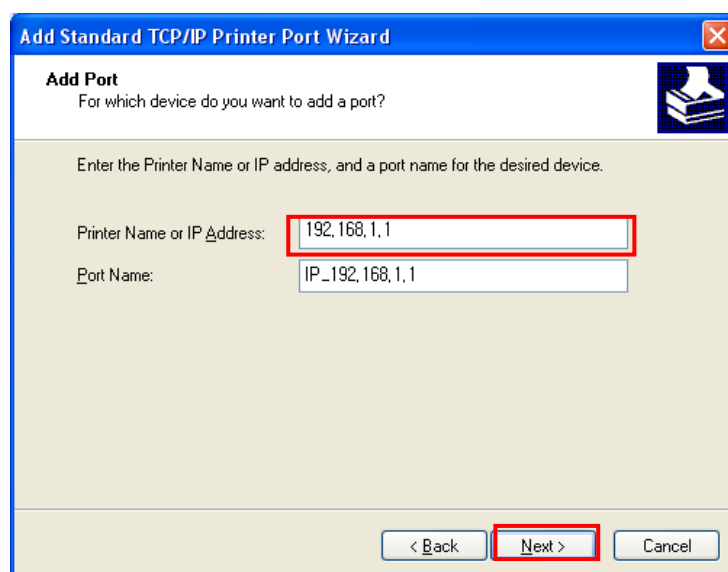 Add Standard TCP/IP Printer Port Wizard
Add Port
For which device do you want to add a port?
Enter the Printer Name or IP address, and a port name for the desired device.
Printer Name or IP Address: 192,168,1,1
Port Name: IP_192,168,1,1
< Back Next > Cancel